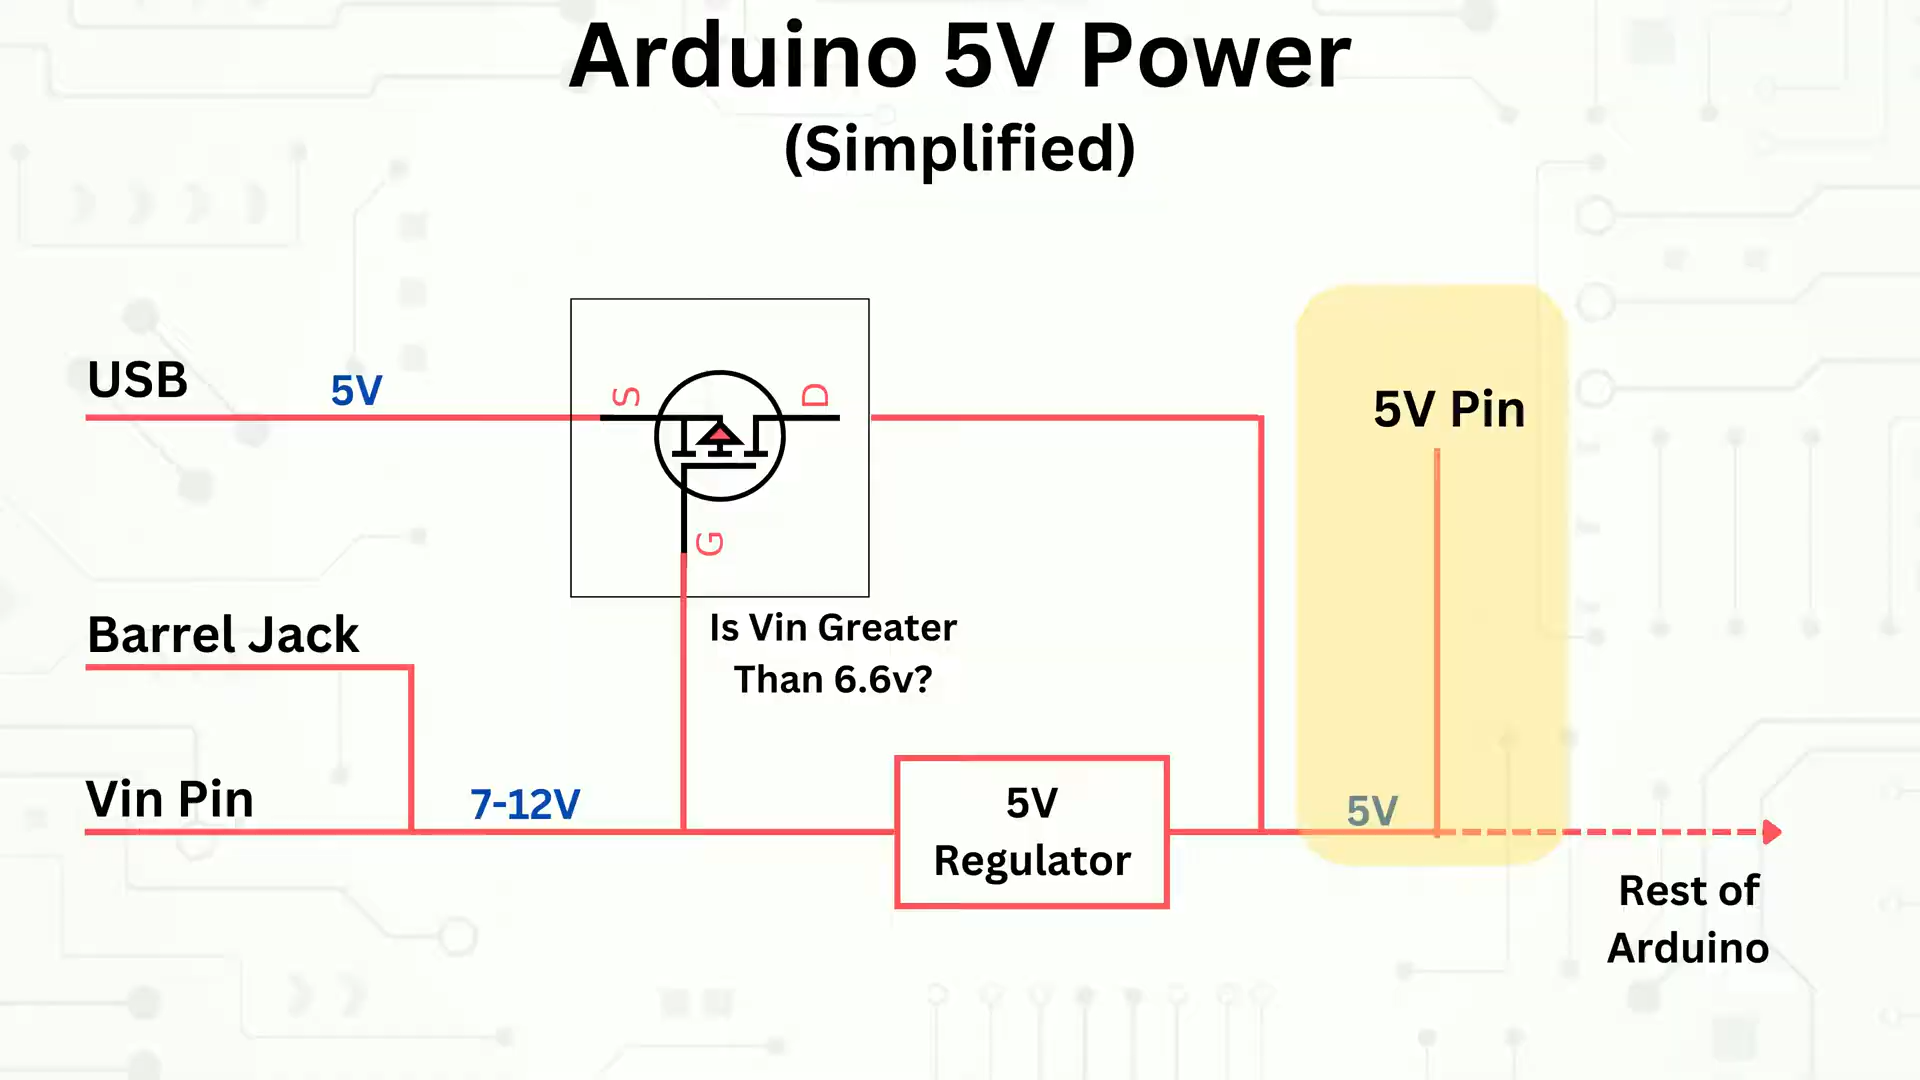 Arduino 5V Power
(Simplified)
USB
5V
S
D
G
5V Pin
Is Vin Greater
Than 6.6v?
Barrel Jack
Vin Pin
7-12V
5V
Regulator
5V
Rest of
Arduino